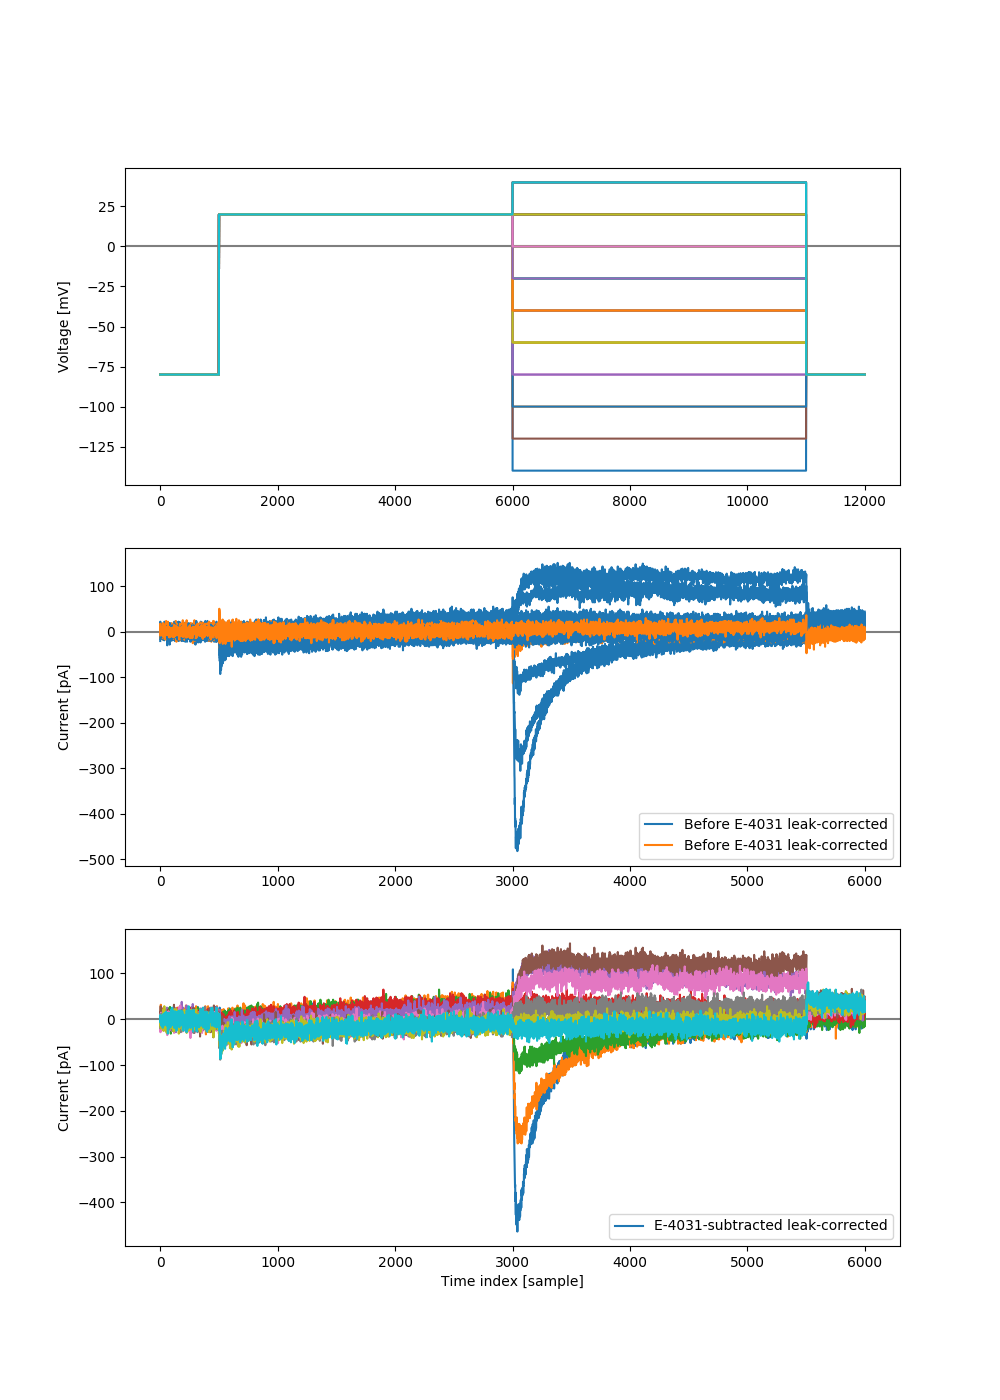 25
0
−25
−50
−75
−100
−125
Voltage [mV]
0 2000 4000 6000 8000 10000 12000
100
0
−100
−200
−300
−400
−500
Current [pA]
Before E-4031 leak-corrected
Before E-4031 leak-corrected
0 1000 2000 3000 4000 5000 6000
100
0
−100
−200
−300
−400
Current [pA]
E-4031-subtracted leak-corrected
0 1000 2000 3000 4000 5000 6000
Time index [sample]